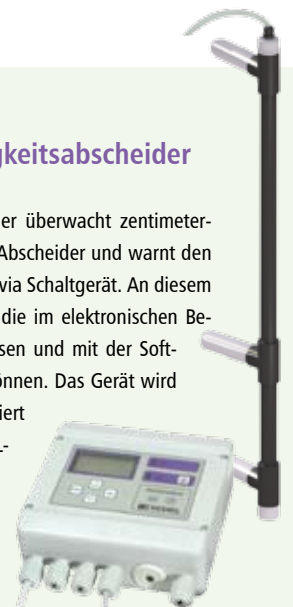 gkeitsabscheider
er überwacht zentimeter-
Abscheider und warnt den
via Schaltgerät. An diesem
die im elektronischen Be-
sen und mit der Soft-
önnen. Das Gerät wird
iert
-
KESSEL